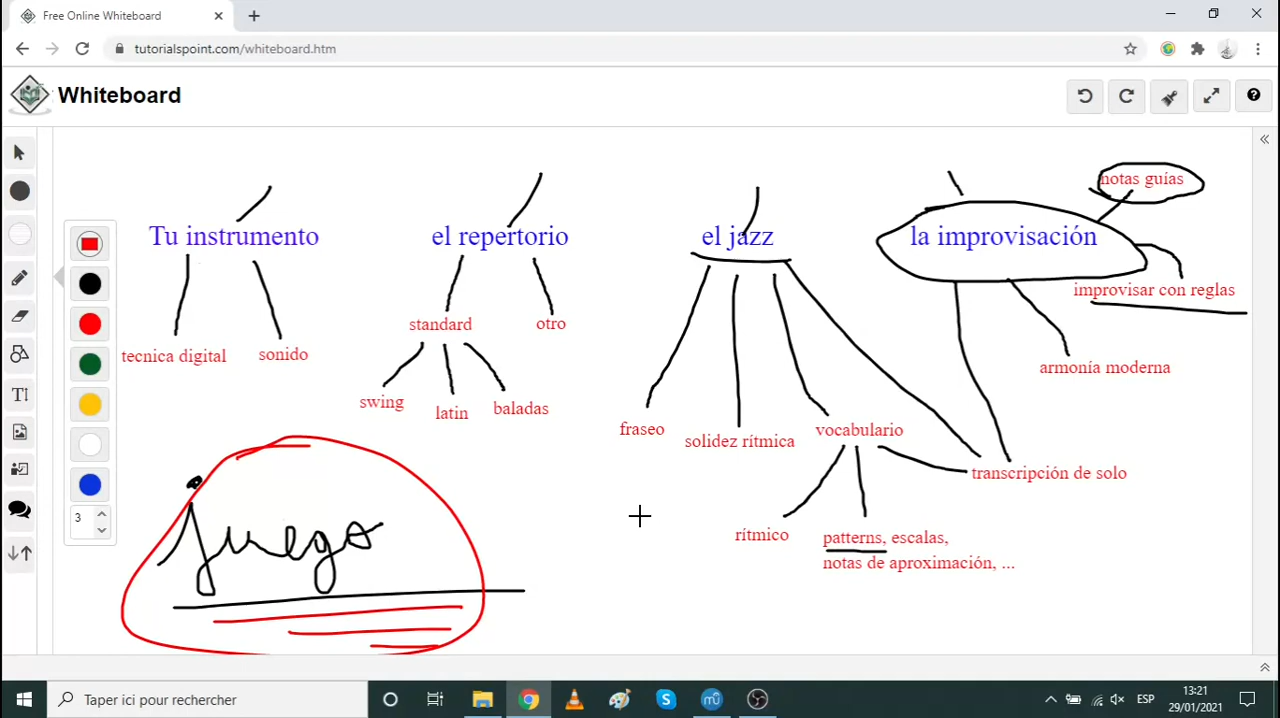 Free Online Whiteboard
tutorialspoint.com/whiteboard.htm
Whiteboard
notas guías
Tu instrumento
el repertorio
el jazz
la improvisación
improvisar con reglas
standard
otro
tecnica digital
sonido
armonía moderna
swing
latin
baladas
fraseo
solidez rítmica
vocabulario
transcripción de solo
3
juego
rítmico
patterns, escalas,
notas de aproximación, ...
Taper ici pour rechercher
ESP
13:21
29/01/2021